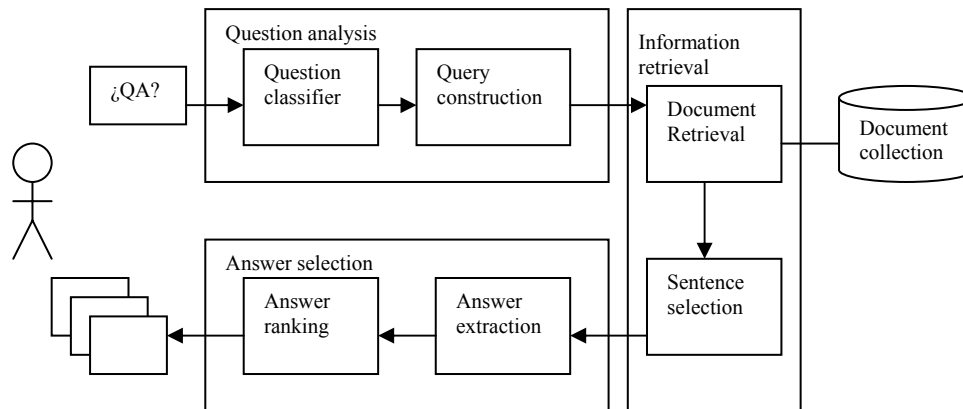 Question analysis
¿QA?
Question
classifier
Query
construction
Information
retrieval
Document
Retrieval
Document
collection
Sentence
selection
Answer selection
Answer
ranking
Answer
extraction